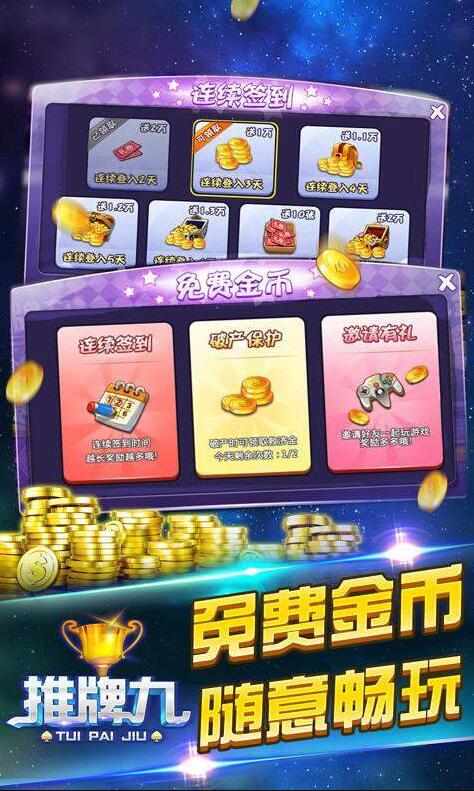 连续签到
已领取
送2万
礼物
连续登入2天
可领取
送1万
连续登入3天
送1.1万
连续登入4天
送1.2万
连续登入5天
送1.3万
送10张
送2万
免费金币
连续签到
连续签到时间
越长奖励越多哦!
破产保护
破产时可领取救济金
今天剩余次数:1/2
邀请有礼
邀请好友一起玩游戏
奖励多多哦!
免费金币
随意畅玩
推牌九
TUI PAI JIU